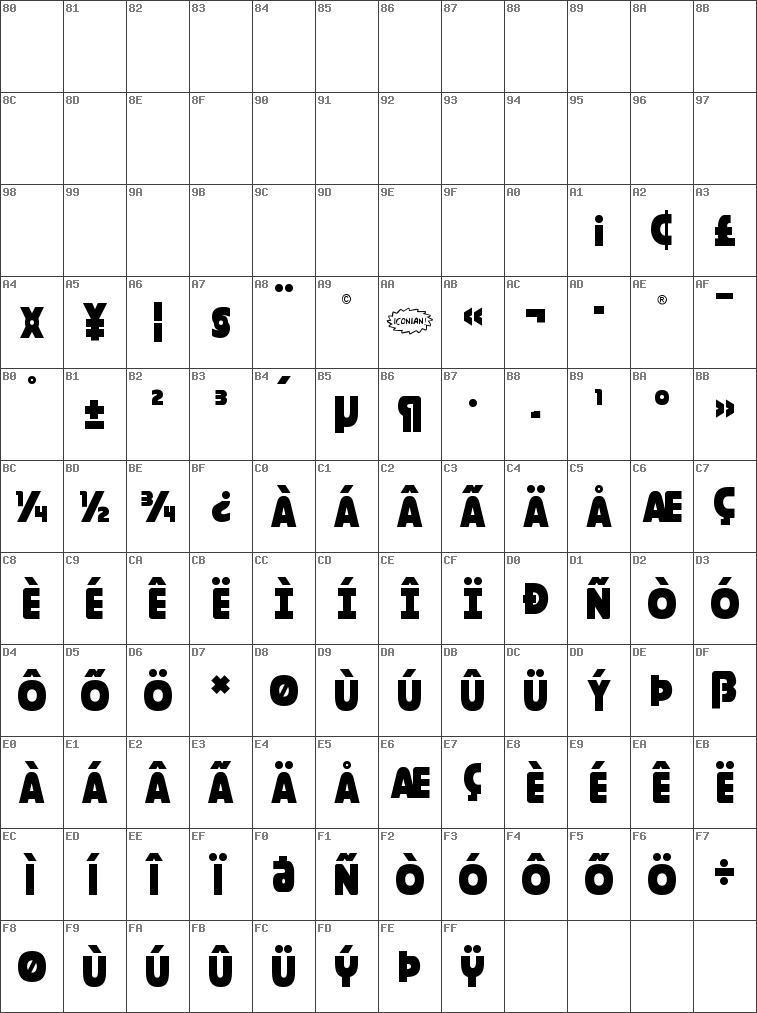 80 81 82 83 84 85 86 87 88 89 8A 8B
8C 8D 8E 8F 90 91 92 93 94 95 96 97
98 99 9A 9B 9C 9D 9E 9F A0 A1 A2 A3
¡ ¢ £
A4 A5 A6 A7 A8 A9 AA AB AC AD AE AF
¤ ¥ ¦ § ¨ © ICONIAN! « ¬ - ® ¯
B0 B1 B2 B3 B4 B5 B6 B7 B8 B9 BA BB
° ± ² ³ ´ µ ¶ · ¸ ¹ º »
BC BD BE BF C0 C1 C2 C3 C4 C5 C6 C7
¼ ½ ¾ ¿ À Á Â Ã Ä Å Æ Ç
C8 C9 CA CB CC CD CE CF D0 D1 D2 D3
È É Ê Ë Ì Í Î Ï Ð Ñ Ò Ó
D4 D5 D6 D7 D8 D9 DA DB DC DD DE DF
Ô Õ Ö × Ø Ù Ú Û Ü Ý Þ ß
E0 E1 E2 E3 E4 E5 E6 E7 E8 E9 EA EB
À Á Â Ã Ä Å Æ Ç È É Ê Ë
EC ED EE EF F0 F1 F2 F3 F4 F5 F6 F7
Ì Í Î Ï ð Ñ Ò Ó Ô Õ Ö ÷
F8 F9 FA FB FC FD FE FF
Ø Ù Ú Û Ü Ý Þ Ÿ